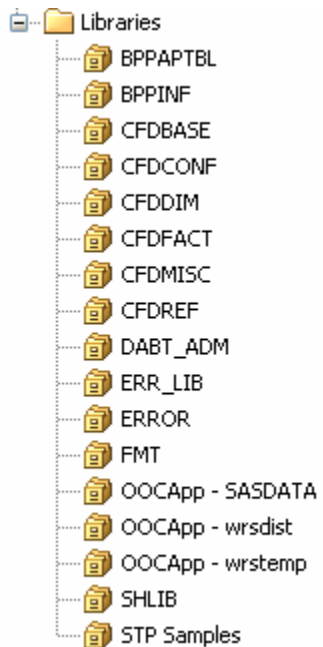 Libraries
BPPAPTBL
BPPINF
CFDBASE
CFDCONF
CFDDIM
CFDFACT
CFDMISC
CFDREF
DABT_ADM
ERR_LIB
ERROR
FMT
OOCApp - SASDATA
OOCApp - wrsdist
OOCApp - wrstemp
SHLIB
STP Samples